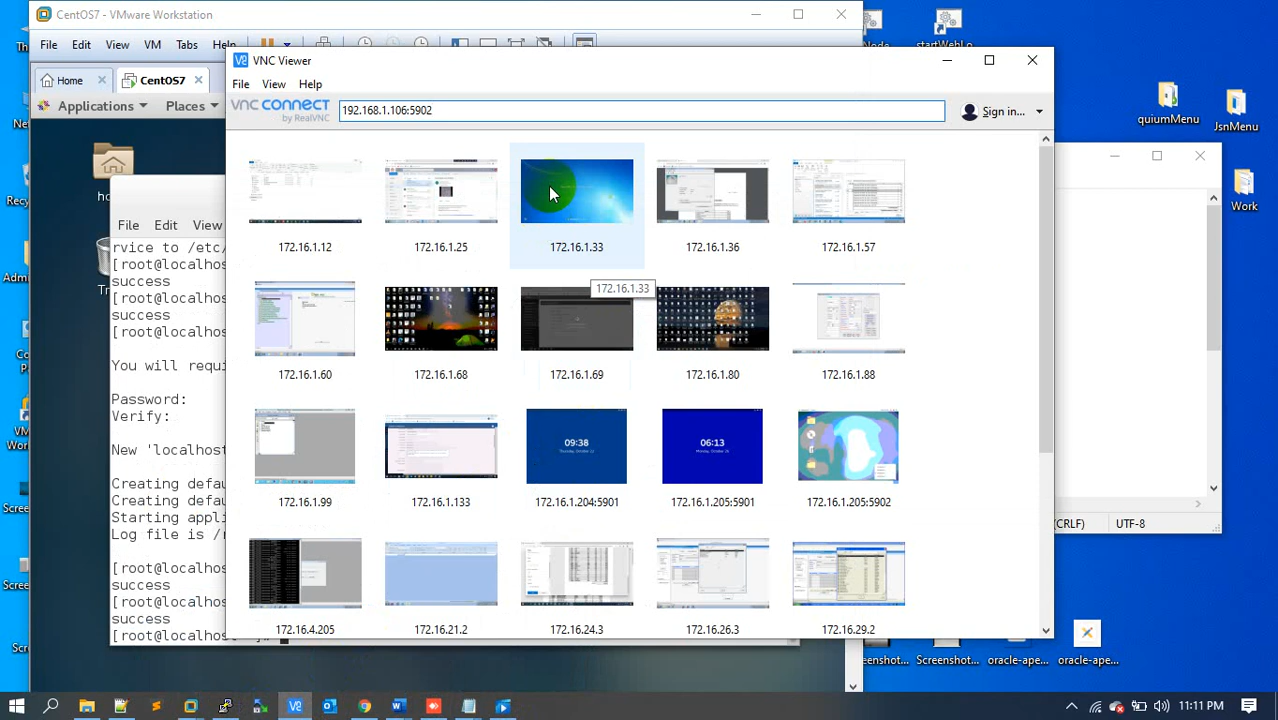 CentOS7 - VMware Workstation
File Edit View VM Tabs Help
Home
CentOS7
Applications
Places
VNC Viewer
File View Help
VNC CONNECT
by REALVNC
192.168.1.106:5902
Sign in...
startWebLo...
quiumMenu
JsnMenu
Work
172.16.1.12
172.16.1.25
172.16.1.33
172.16.1.36
172.16.1.57
172.16.1.33
172.16.1.60
172.16.1.68
172.16.1.69
172.16.1.80
172.16.1.88
09:38
06:13
172.16.1.99
172.16.1.133
172.16.1.204:5901
172.16.1.205:5901
172.16.1.205:5902
172.16.4.205
172.16.21.2
172.16.24.3
172.16.26.3
172.16.29.2
rvice to /etc/
[root@localhos
success
[root@localhos
success
[root@localhos
You will requi
Password:
Verify:
New 'localhost
Creating defau
Creating defau
Starting appli
Log file is /r
[root@localhos
success
[root@localhos
success
[root@localhos
(CRLF)
UTF-8
Screenshot...
oracle-ape...
oracle-ape...
11:11 PM